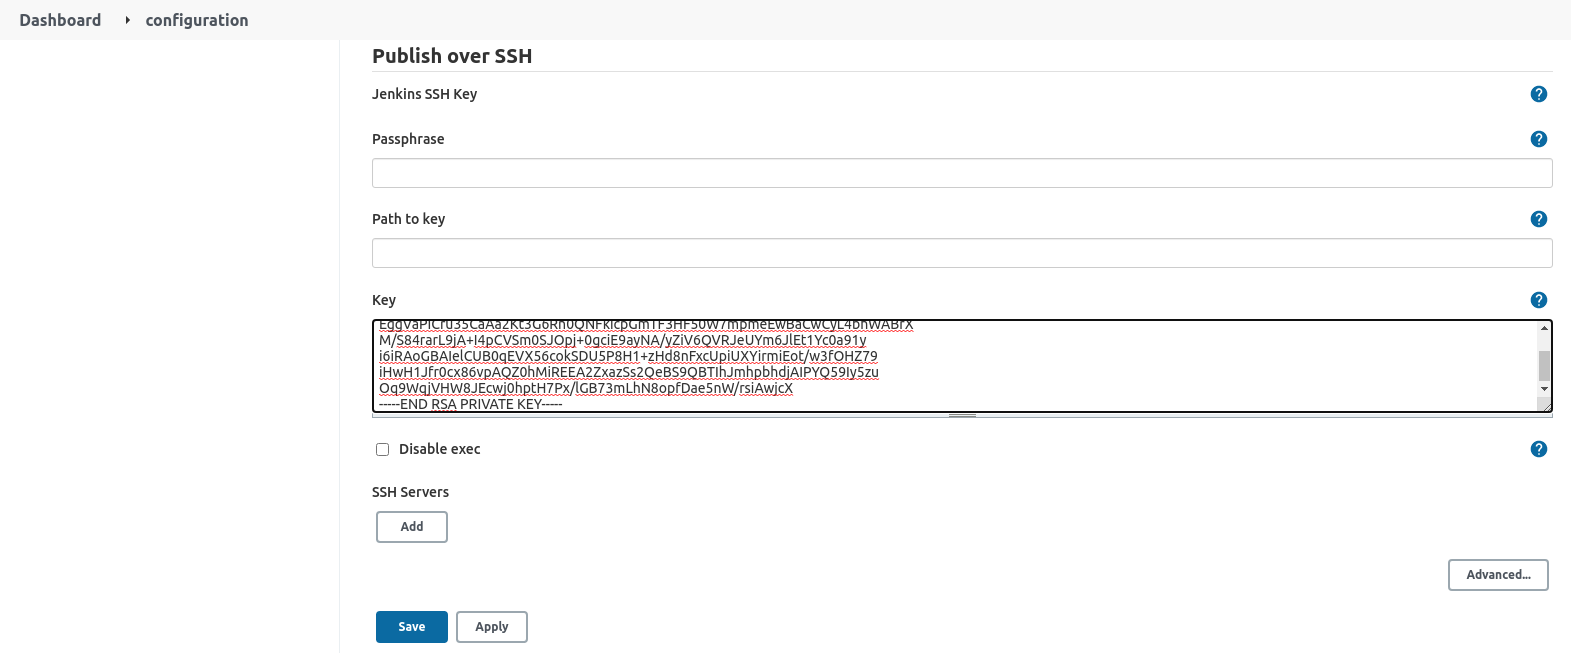 Dashboard
configuration
Publish over SSH
Jenkins SSH Key
Passphrase
Path to key
Key
M/S84rarL9jA+I4pCVSm0SJOpj+0gciE9ayNA/yZiV6QVRJeUYm6JlEt1Yc0a91y
i6iRAoGBAIelCUB0qEVX56cokSDU5P8H1+zHd8nFxcUpiUXYirmiEot/w3fOHZ79
iHwH1Jfr0cx86vpAQZ0hMiREEA2ZxazSs2QeBS9QBTIhJmhpbhdjAIPYQ59Iy5zu
Oq9WqjVHW8JEcwj0hptH7Px/lGB73mLhN8opfDae5nW/rsiAwjcX
-----END RSA PRIVATE KEY-----
Disable exec
SSH Servers
Add
Advanced...
Save
Apply